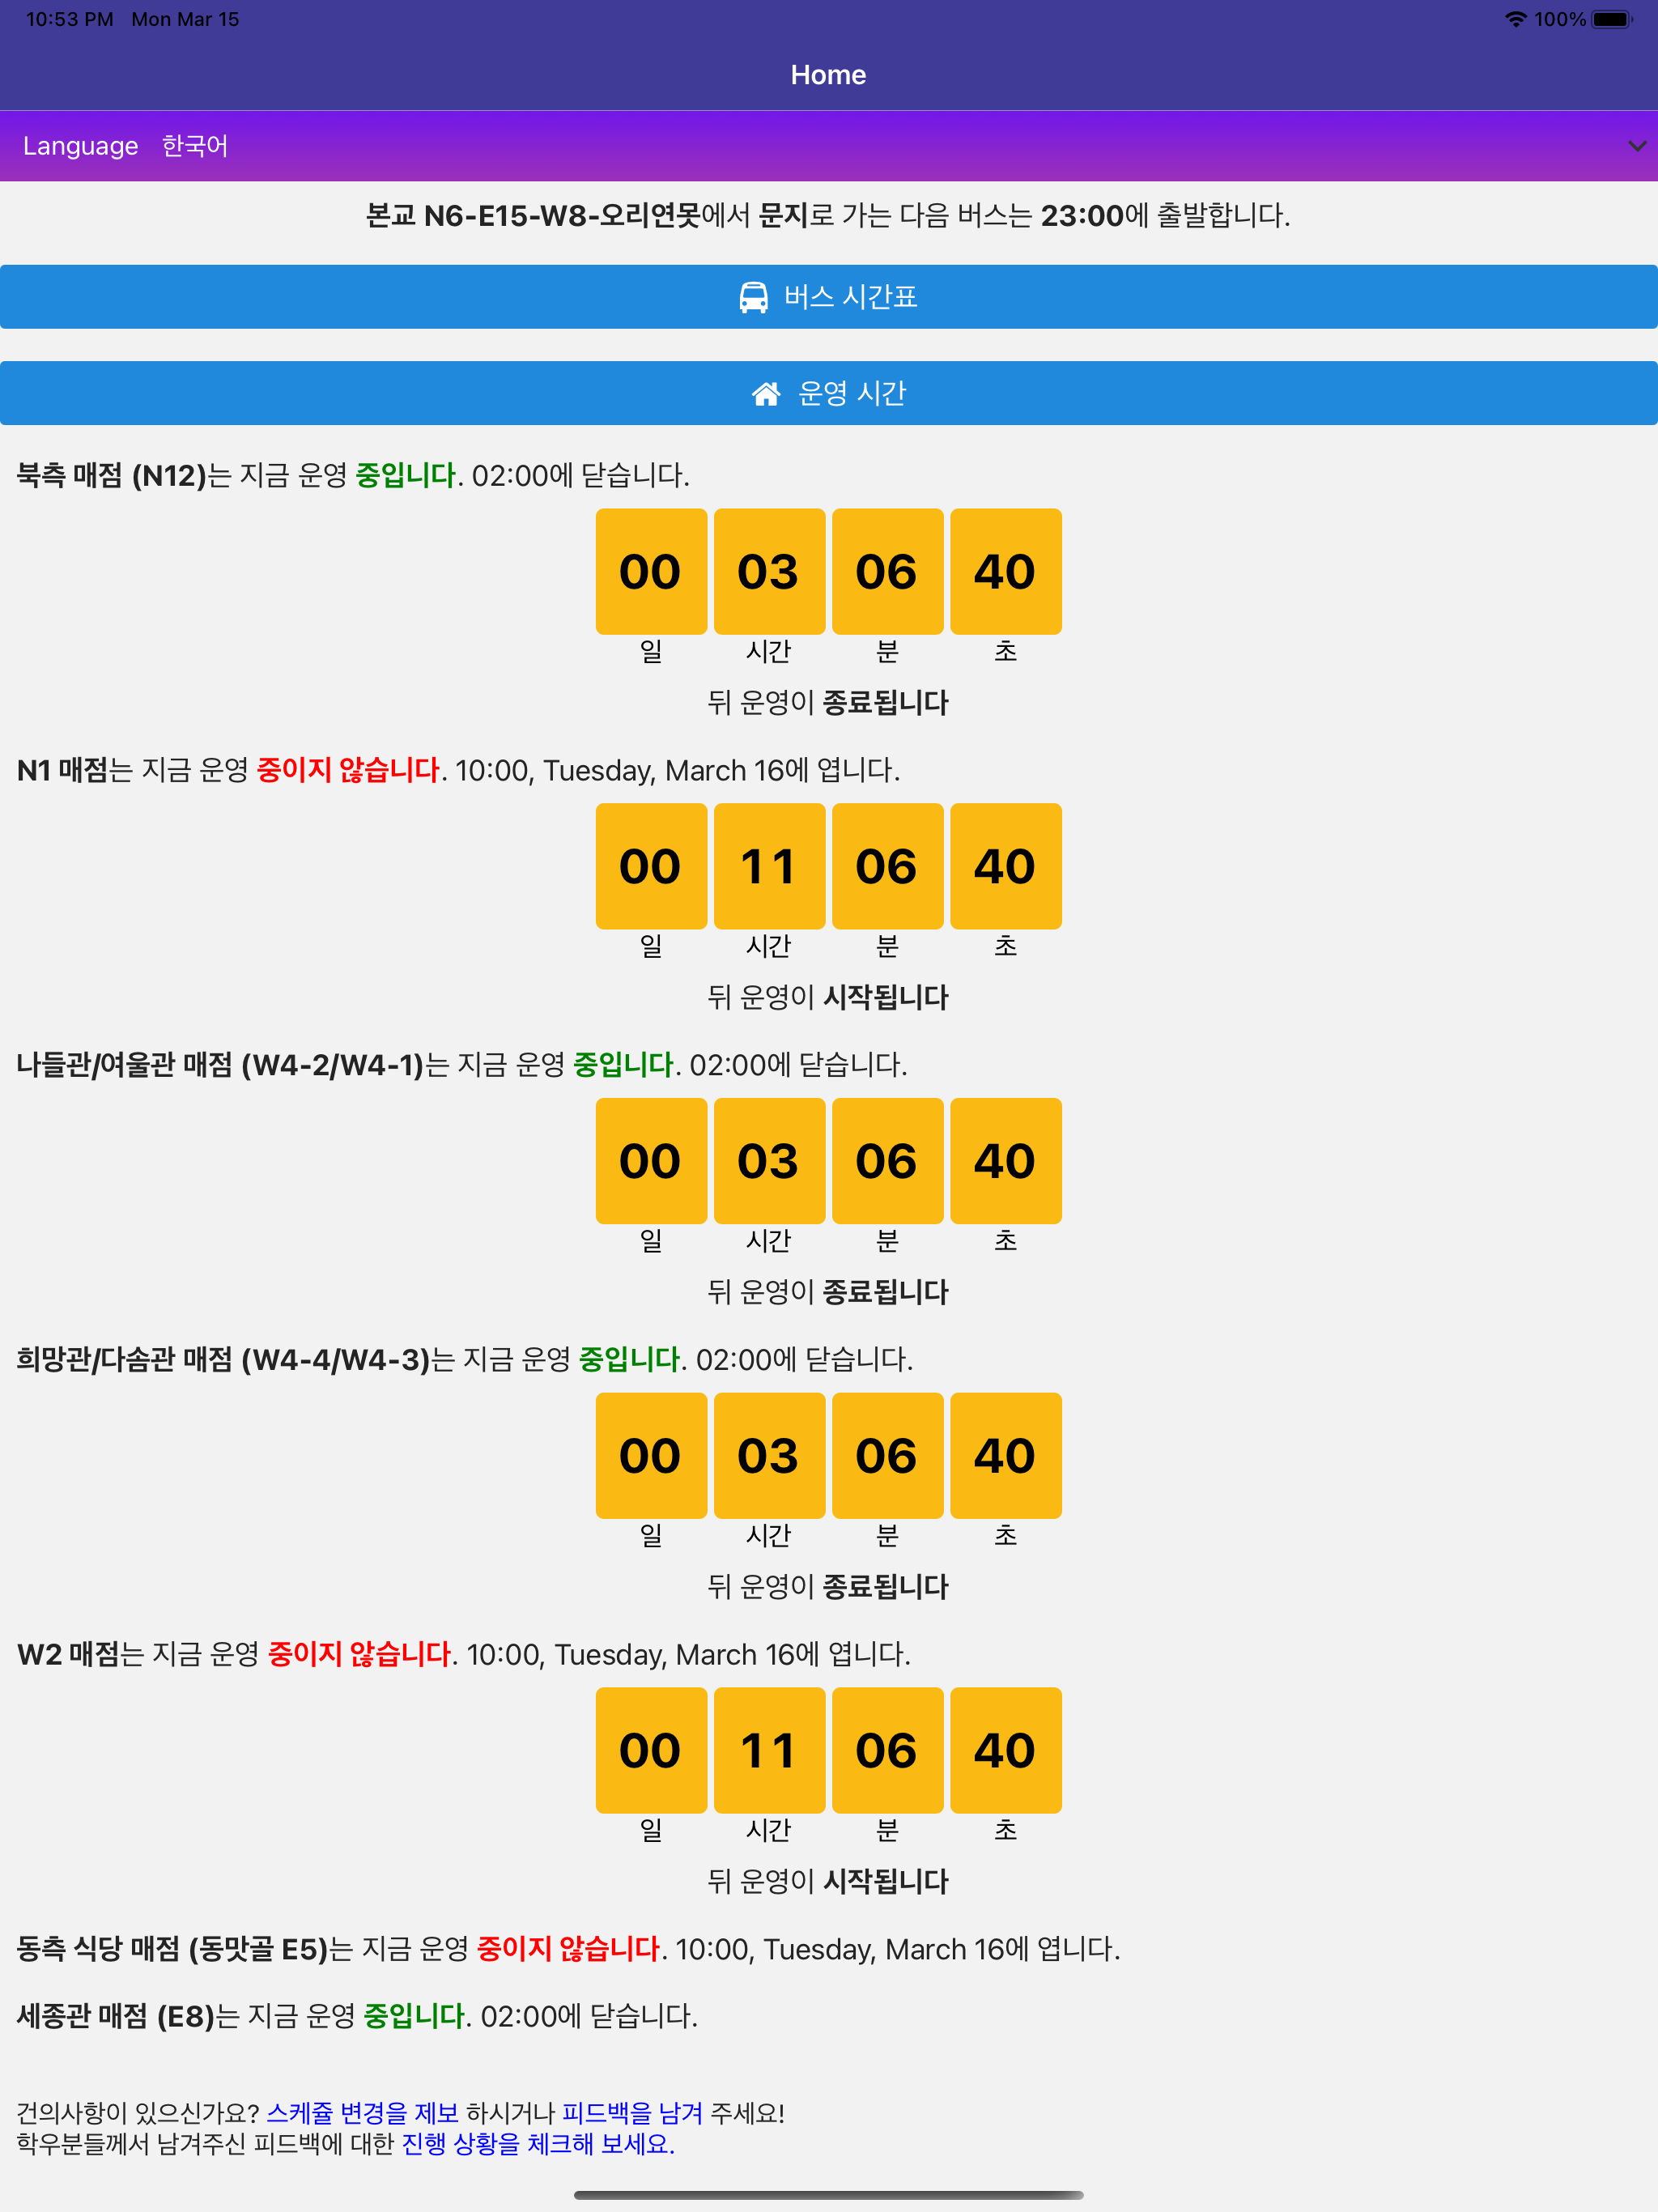 10:53 PM Mon Mar 15 100%
Home
Language 한국어
본교 N6-E15-W8-오리연못에서 문지로 가는 다음 버스는 23:00에 출발합니다.
버스 시간표
운영 시간
북측 매점 (N12)는 지금 운영 중입니다. 02:00에 닫습니다.
00 03 06 40
일 시간 분 초
뒤 운영이 종료됩니다
N1 매점는 지금 운영 중이지 않습니다. 10:00, Tuesday, March 16에 엽니다.
00 11 06 40
일 시간 분 초
뒤 운영이 시작됩니다
나들관/여울관 매점 (W4-2/W4-1)는 지금 운영 중입니다. 02:00에 닫습니다.
00 03 06 40
일 시간 분 초
뒤 운영이 종료됩니다
희망관/다솜관 매점 (W4-4/W4-3)는 지금 운영 중입니다. 02:00에 닫습니다.
00 03 06 40
일 시간 분 초
뒤 운영이 종료됩니다
W2 매점는 지금 운영 중이지 않습니다. 10:00, Tuesday, March 16에 엽니다.
00 11 06 40
일 시간 분 초
뒤 운영이 시작됩니다
동측 식당 매점 (동맛골 E5)는 지금 운영 중이지 않습니다. 10:00, Tuesday, March 16에 엽니다.
세종관 매점 (E8)는 지금 운영 중입니다. 02:00에 닫습니다.
건의사항이 있으신가요? 스케쥴 변경을 제보 하시거나 피드백을 남겨 주세요!
학우분들께서 남겨주신 피드백에 대한 진행 상황을 체크해 보세요.